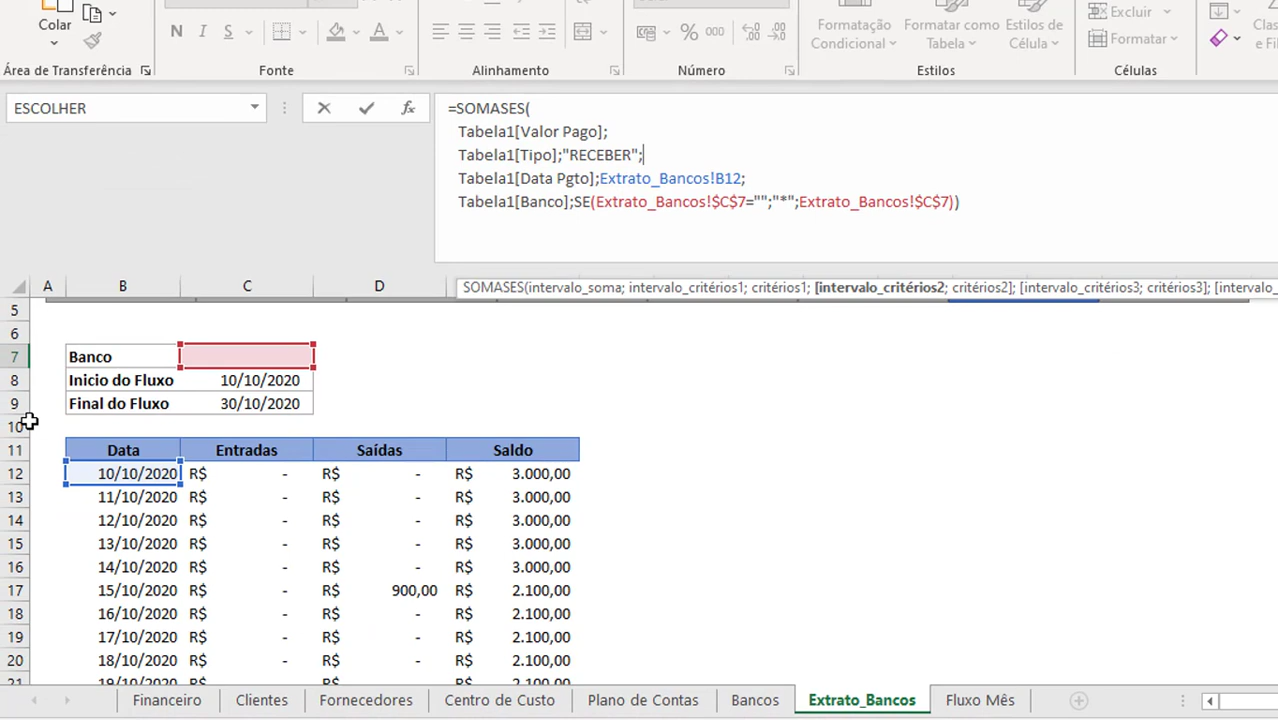 Colar
N I S A
% 000
Formatação Condicional
Formatar como Tabela
Estilos de Célula
Excluir
Formatar
Área de Transferência
Fonte
Alinhamento
Número
Estilos
Células
ESCOLHER
fx
=SOMASES(
Tabela1[Valor Pago];
Tabela1[Tipo];"RECEBER";
Tabela1[Data Pgto];Extrato_Bancos!B12;
Tabela1[Banco];SE(Extrato_Bancos!$C$7="";"*";Extrato_Bancos!$C$7))
A B C D
SOMASES(intervalo_soma; intervalo_critérios1; critérios1; [intervalo_critérios2; critérios2]; [intervalo_critérios3; critérios3];
5
6
7 Banco
8 Inicio do Fluxo 10/10/2020
9 Final do Fluxo 30/10/2020
10
11 Data Entradas Saídas Saldo
12 10/10/2020 R$ - R$ - R$ 3.000,00
13 11/10/2020 R$ - R$ - R$ 3.000,00
14 12/10/2020 R$ - R$ - R$ 3.000,00
15 13/10/2020 R$ - R$ - R$ 3.000,00
16 14/10/2020 R$ - R$ - R$ 3.000,00
17 15/10/2020 R$ - R$ 900,00 R$ 2.100,00
18 16/10/2020 R$ - R$ - R$ 2.100,00
19 17/10/2020 R$ - R$ - R$ 2.100,00
20 18/10/2020 R$ - R$ - R$ 2.100,00
Financeiro Clientes Fornecedores Centro de Custo Plano de Contas Bancos Extrato_Bancos Fluxo Mês